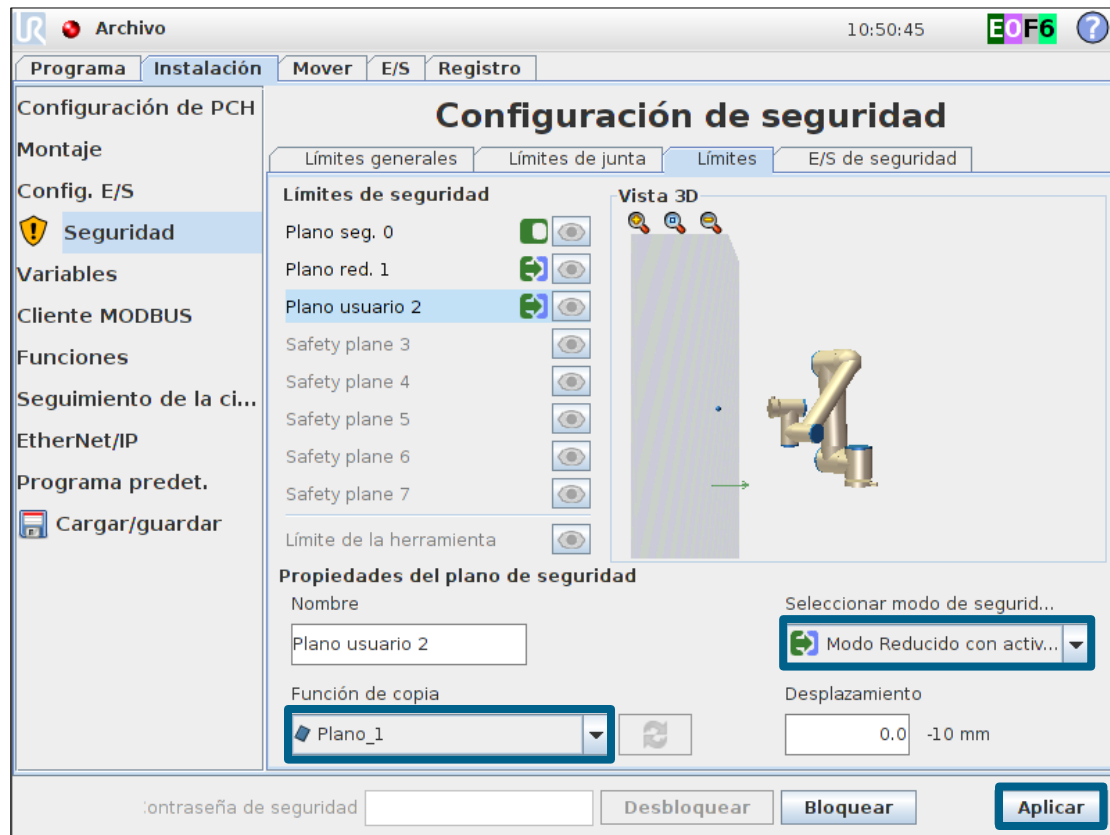 UR Archivo 10:50:45 E0F6 ?
Programa Instalación Mover E/S Registro
Configuración de PCH
Montaje
Config. E/S
Seguridad
Variables
Cliente MODBUS
Funciones
Seguimiento de la ci...
EtherNet/IP
Programa predet.
Cargar/guardar
Configuración de seguridad
Límites generales Límites de junta Límites E/S de seguridad
Límites de seguridad
Plano seg. 0
Plano red. 1
Plano usuario 2
Safety plane 3
Safety plane 4
Safety plane 5
Safety plane 6
Safety plane 7
Límite de la herramienta
Vista 3D
Propiedades del plano de seguridad
Nombre
Plano usuario 2
Seleccionar modo de segurid...
Modo Reducido con activ...
Función de copia
Plano_1
Desplazamiento
0.0 -10 mm
:ontraseña de seguridad Desbloquear Bloquear Aplicar